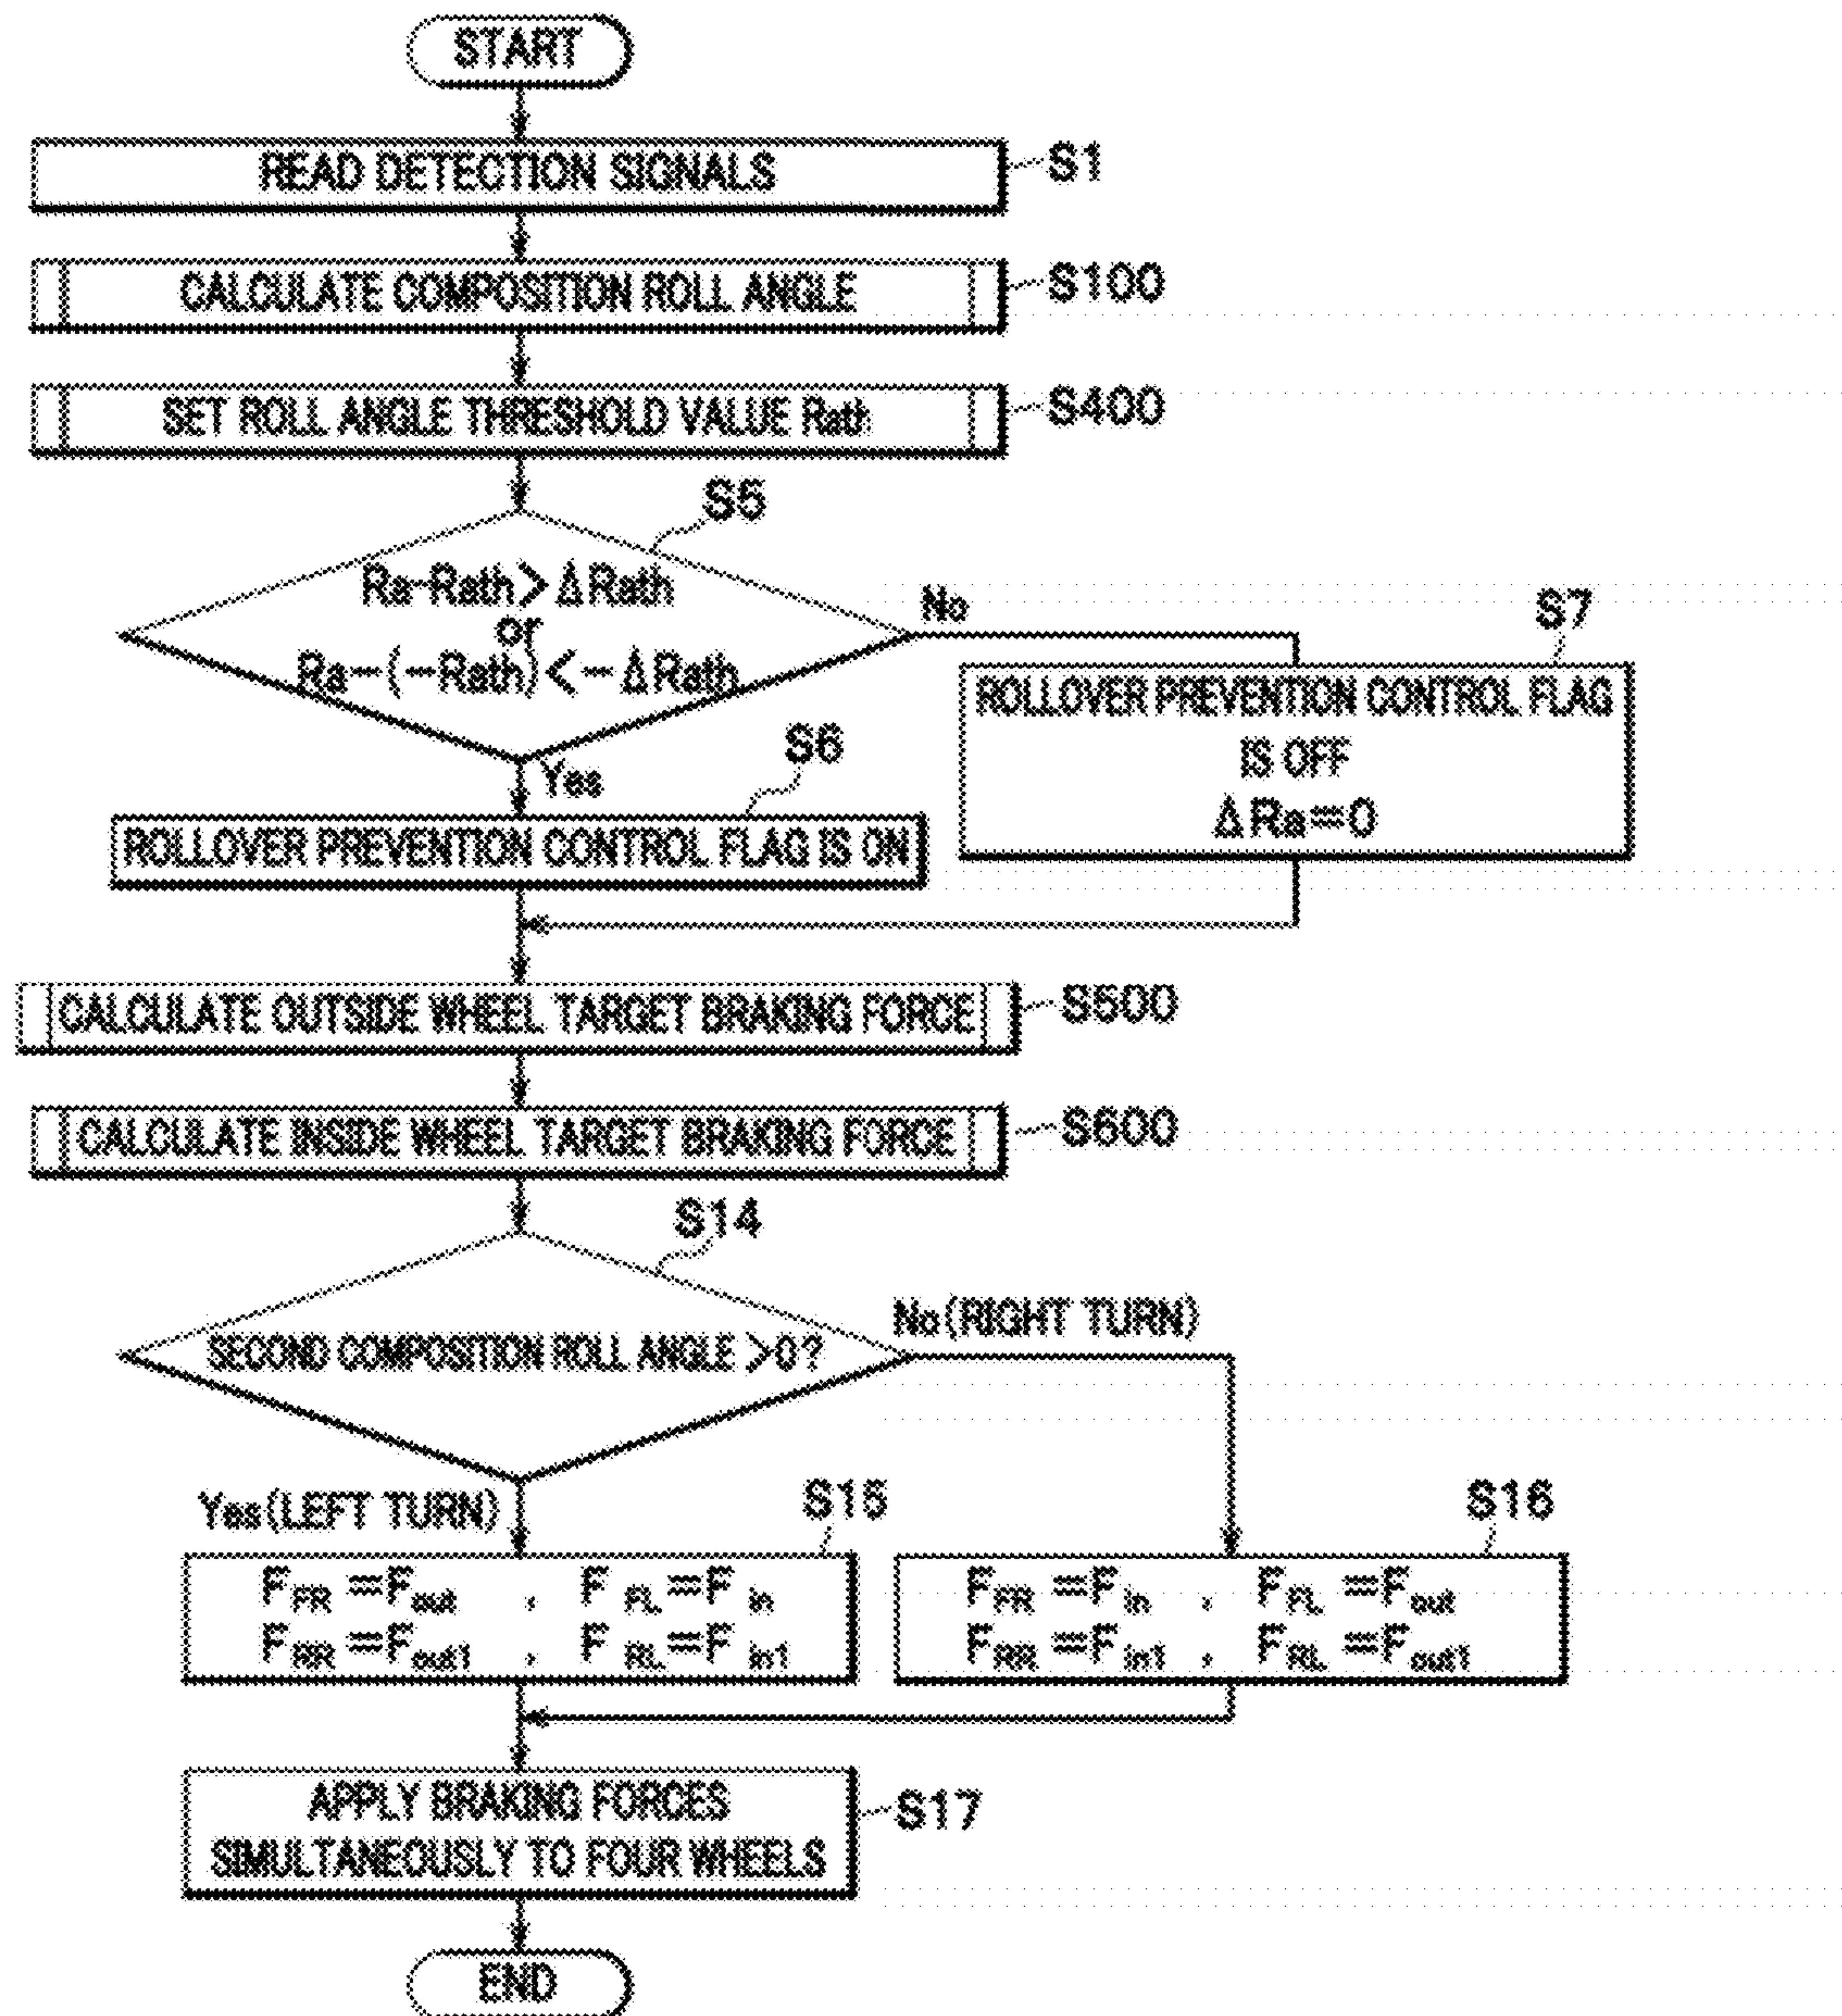 START
READ DETECTION SIGNALS
S1
CALCULATE COMPOSITION ROLL ANGLE
S100
SET ROLL ANGLE THRESHOLD VALUE Rath
S400
S5
Ra-Rath>ΔRath
or
Ra-(-Rath)<-ΔRath
No
S7
ROLLOVER PREVENTION CONTROL FLAG
IS OFF
ΔRa=0
Yes
S6
ROLLOVER PREVENTION CONTROL FLAG IS ON
CALCULATE OUTSIDE WHEEL TARGET BRAKING FORCE
S500
CALCULATE INSIDE WHEEL TARGET BRAKING FORCE
S600
S14
SECOND COMPOSITION ROLL ANGLE >0?
No(RIGHT TURN)
Yes(LEFT TURN)
S15
FFR=Fout , FFL=Fin
FRR=Fout1 , FRL=Fin1
S16
FFR=Fin , FFL=Fout
FRR=Fin1 , FRL=Fout1
APPLY BRAKING FORCES
SIMULTANEOUSLY TO FOUR WHEELS
S17
END